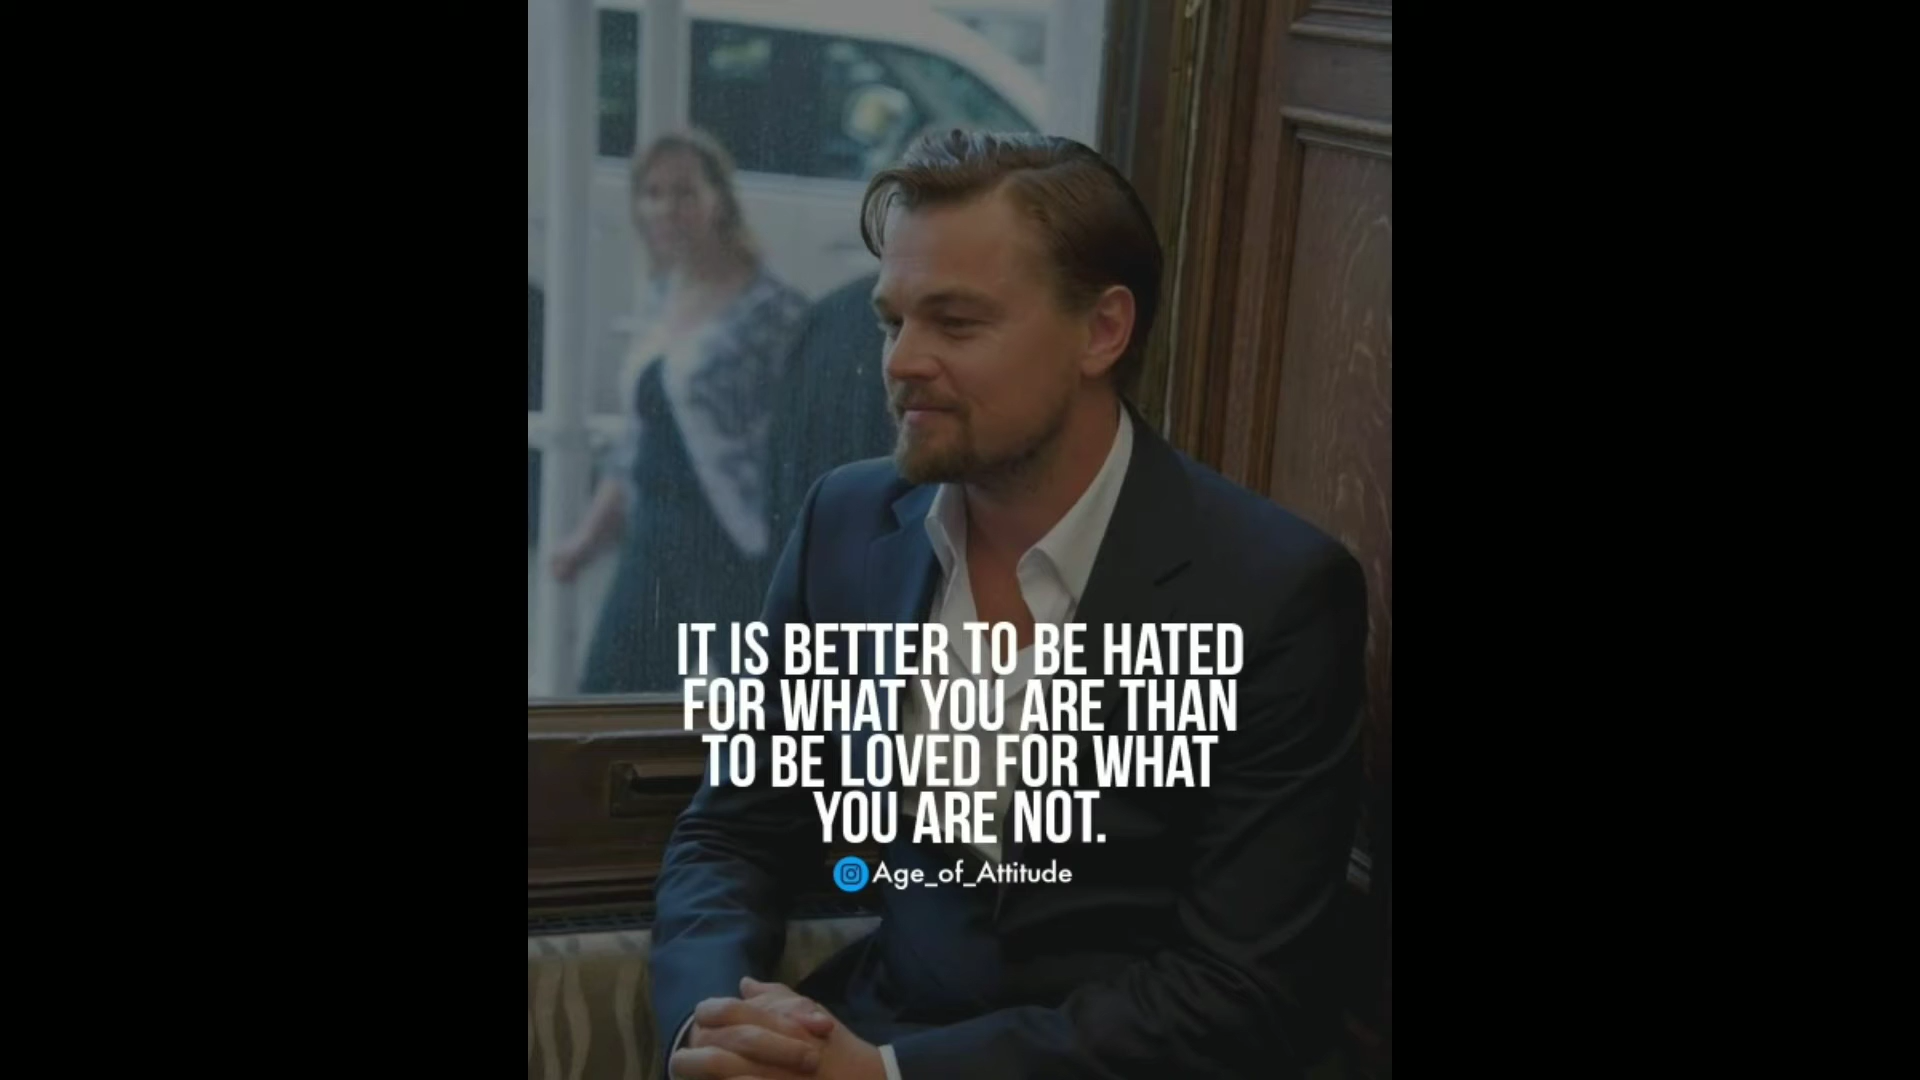 IT IS BETTER TO BE HATED
FOR WHAT YOU ARE THAN
TO BE LOVED FOR WHAT
YOU ARE NOT.
Age_of_Attitude